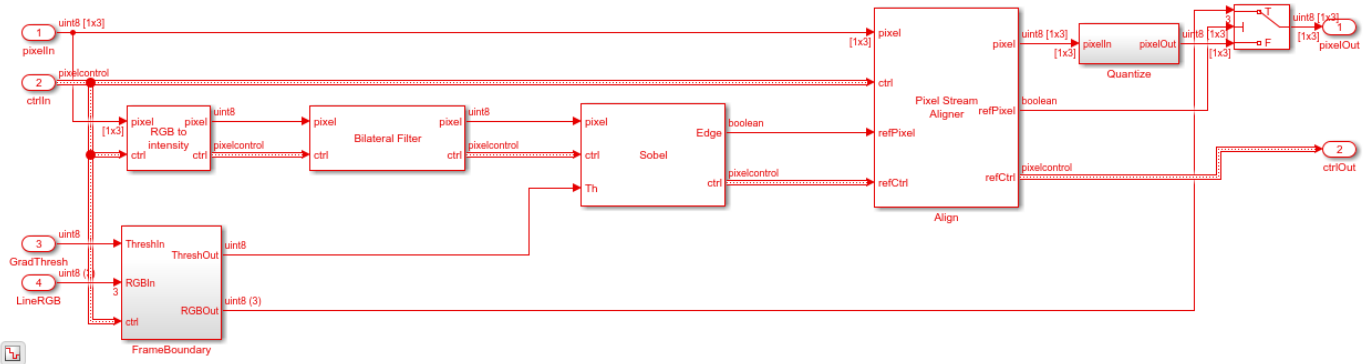 1
pixelIn
uint8 [1x3]
2
ctrlIn
pixelcontrol
pixel
[1x3]
ctrl
RGB to
intensity
pixel
ctrl
uint8
pixelcontrol
pixel
ctrl
Bilateral Filter
pixel
ctrl
uint8
pixelcontrol
pixel
ctrl
Th
Sobel
Edge
ctrl
boolean
pixelcontrol
[1x3]
pixel
ctrl
refPixel
refCtrl
Pixel Stream
Aligner
pixel
refPixel
refCtrl
Align
uint8 [1x3]
[1x3]
boolean
pixelcontrol
pixelIn
pixelOut
Quantize
uint8 [1x3]
[1x3]
3
T
F
uint8 [1x3]
[1x3]
1
pixelOut
2
ctrlOut
3
GradThresh
uint8
4
LineRGB
uint8 (3)
3
ThreshIn
RGBIn
ctrl
ThreshOut
RGBOut
FrameBoundary
uint8
uint8 (3)